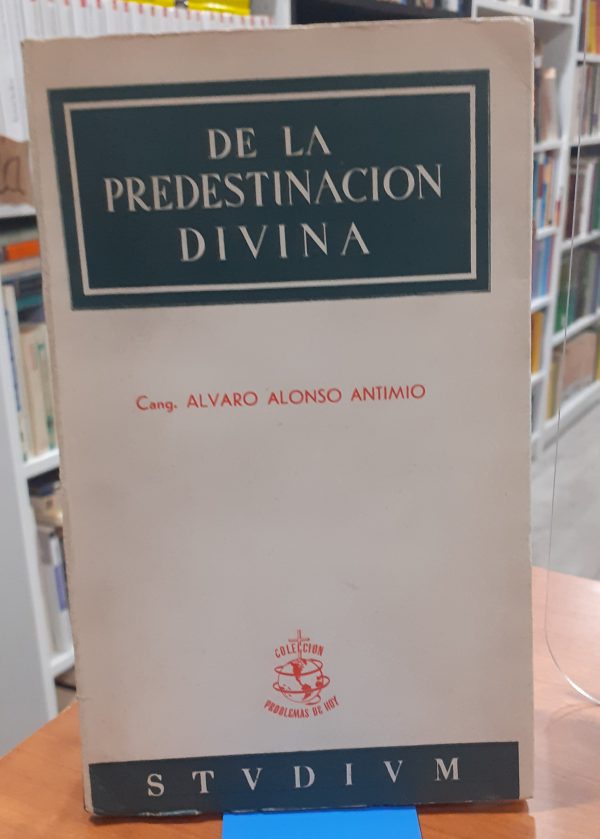 DE LA
PREDESTINACION
DIVINA
Cang. ALVARO ALONSO ANTIMIO
COLECCION
PROBLEMAS DE HOY
STVDIVM